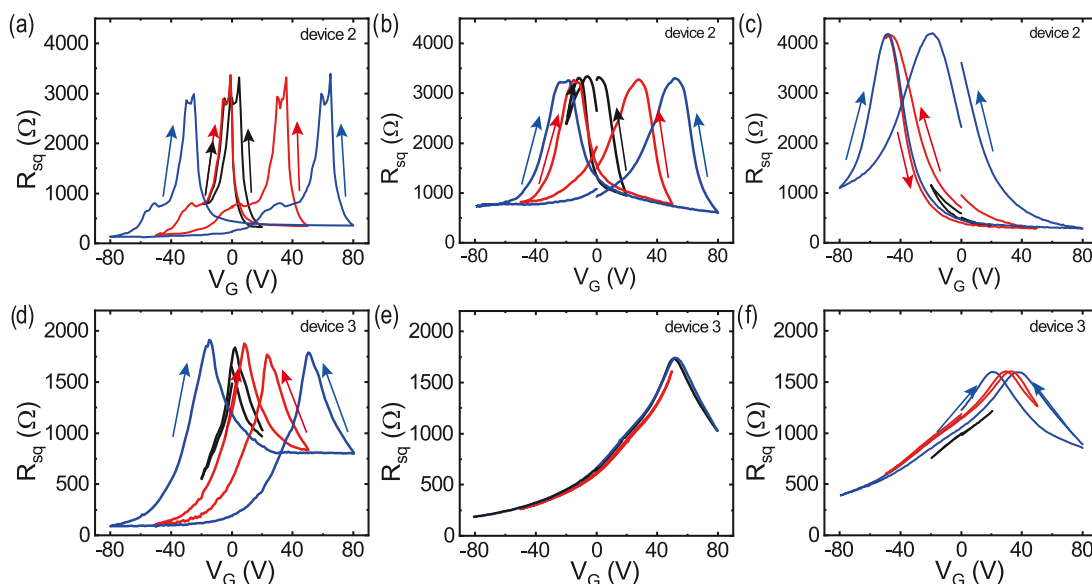 (a) device 2
4000
3000
2000
1000
0
R_sq (Ω)
-80 -40 0 40 80
V_G (V)
(b) device 2
4000
3000
2000
1000
0
R_sq (Ω)
-80 -40 0 40 80
V_G (V)
(c) device 2
4000
3000
2000
1000
0
R_sq (Ω)
-80 -40 0 40 80
V_G (V)
(d) device 3
2000
1500
1000
500
0
R_sq (Ω)
-80 -40 0 40 80
V_G (V)
(e) device 3
2000
1500
1000
500
0
R_sq (Ω)
-80 -40 0 40 80
V_G (V)
(f) device 3
2000
1500
1000
500
0
R_sq (Ω)
-80 -40 0 40 80
V_G (V)